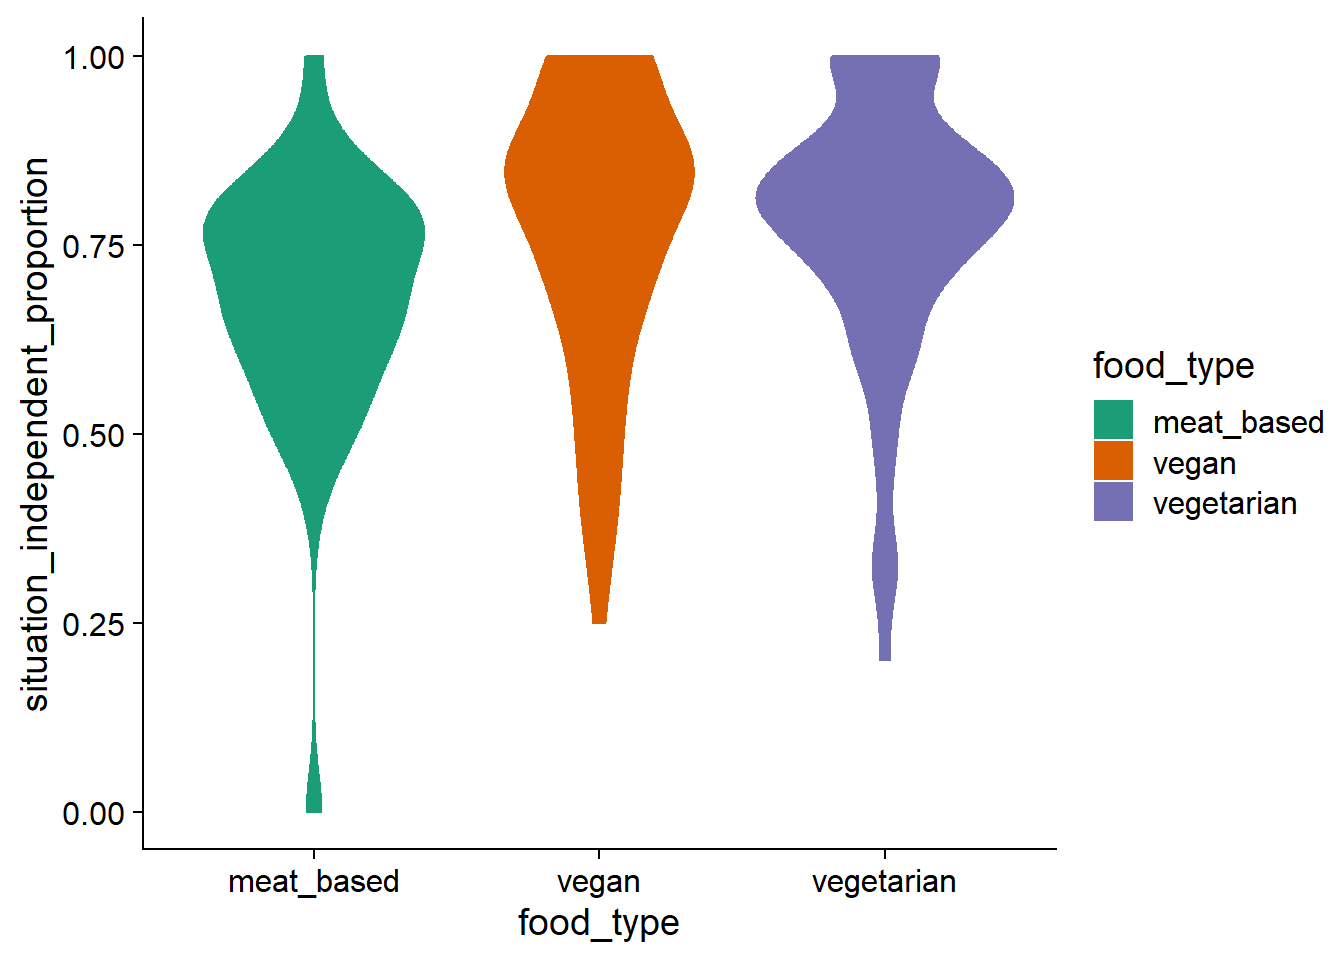 situation_independent_proportion
1.00
0.75
0.50
0.25
0.00
meat_based vegan vegetarian
food_type
food_type
meat_based
vegan
vegetarian